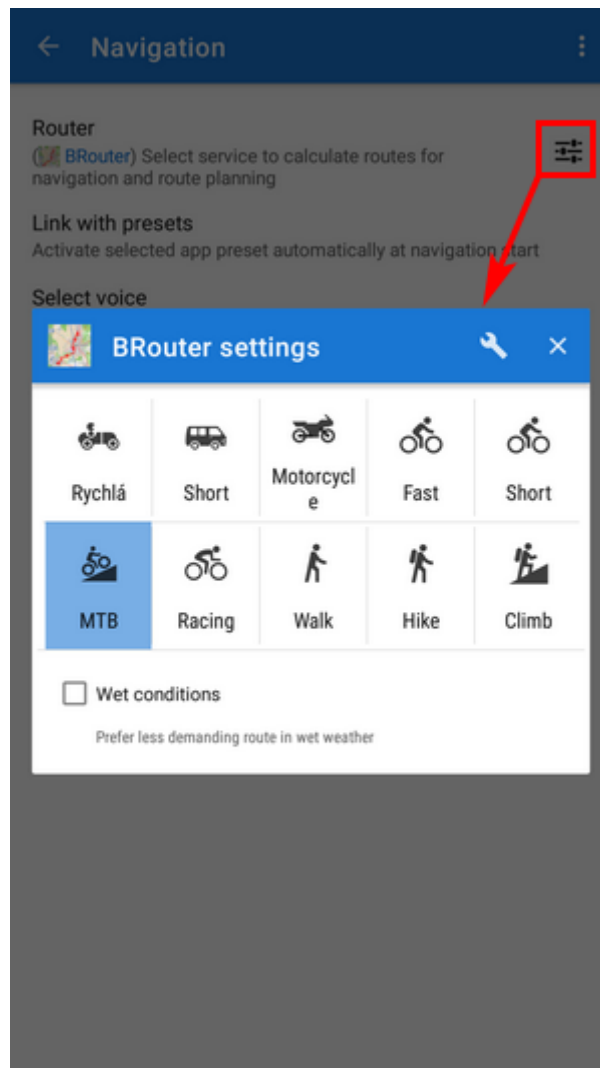 Navigation
Router
(BRouter) Select service to calculate routes for
navigation and route planning
Link with presets
Activate selected app preset automatically at navigation start
Select voice
BRouter settings
Rychlá
Short
Motorcycl
e
Fast
Short
MTB
Racing
Walk
Hike
Climb
Wet conditions
Prefer less demanding route in wet weather